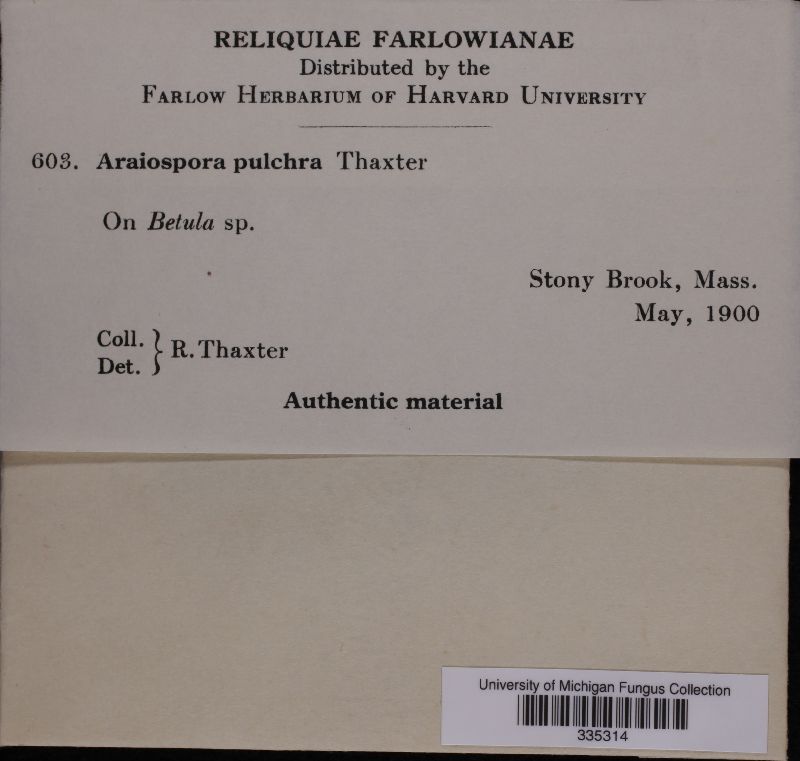 RELIQUIAE FARLOWIANAE
Distributed by the
FARLOW HERBARIUM OF HARVARD UNIVERSITY
603. Araiospora pulchra Thaxter
On Betula sp.
Stony Brook, Mass.
May, 1900
Coll.
Det. } R. Thaxter
Authentic material
University of Michigan Fungus Collection
335314